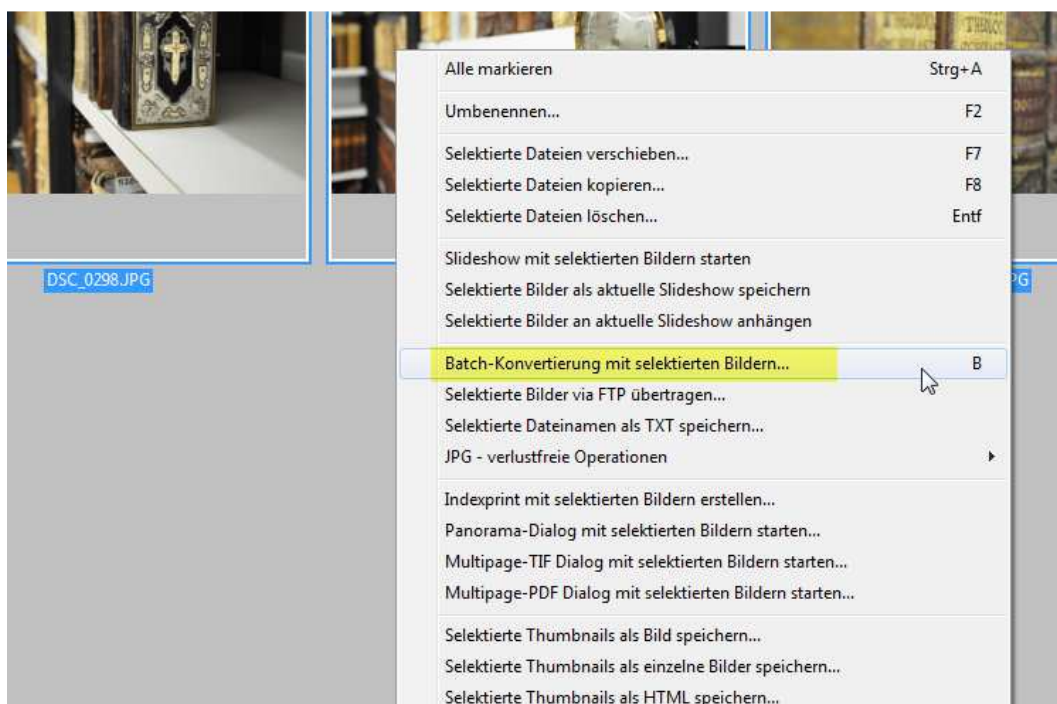 Alle markieren Strg+A
Umbenennen... F2
Selektierte Dateien verschieben... F7
Selektierte Dateien kopieren... F8
Selektierte Dateien löschen... Entf
Slideshow mit selektierten Bildern starten
Selektierte Bilder als aktuelle Slideshow speichern
Selektierte Bilder an aktuelle Slideshow anhängen
DSC_0298.JPG
PG
Batch-Konvertierung mit selektierten Bildern... B
Selektierte Bilder via FTP übertragen...
Selektierte Dateinamen als TXT speichern...
JPG - verlustfreie Operationen
Indexprint mit selektierten Bildern erstellen...
Panorama-Dialog mit selektierten Bildern starten...
Multipage-TIF Dialog mit selektierten Bildern starten...
Multipage-PDF Dialog mit selektierten Bildern starten...
Selektierte Thumbnails als Bild speichern...
Selektierte Thumbnails als einzelne Bilder speichern...
Selektierte Thumbnails als HTML speichern...